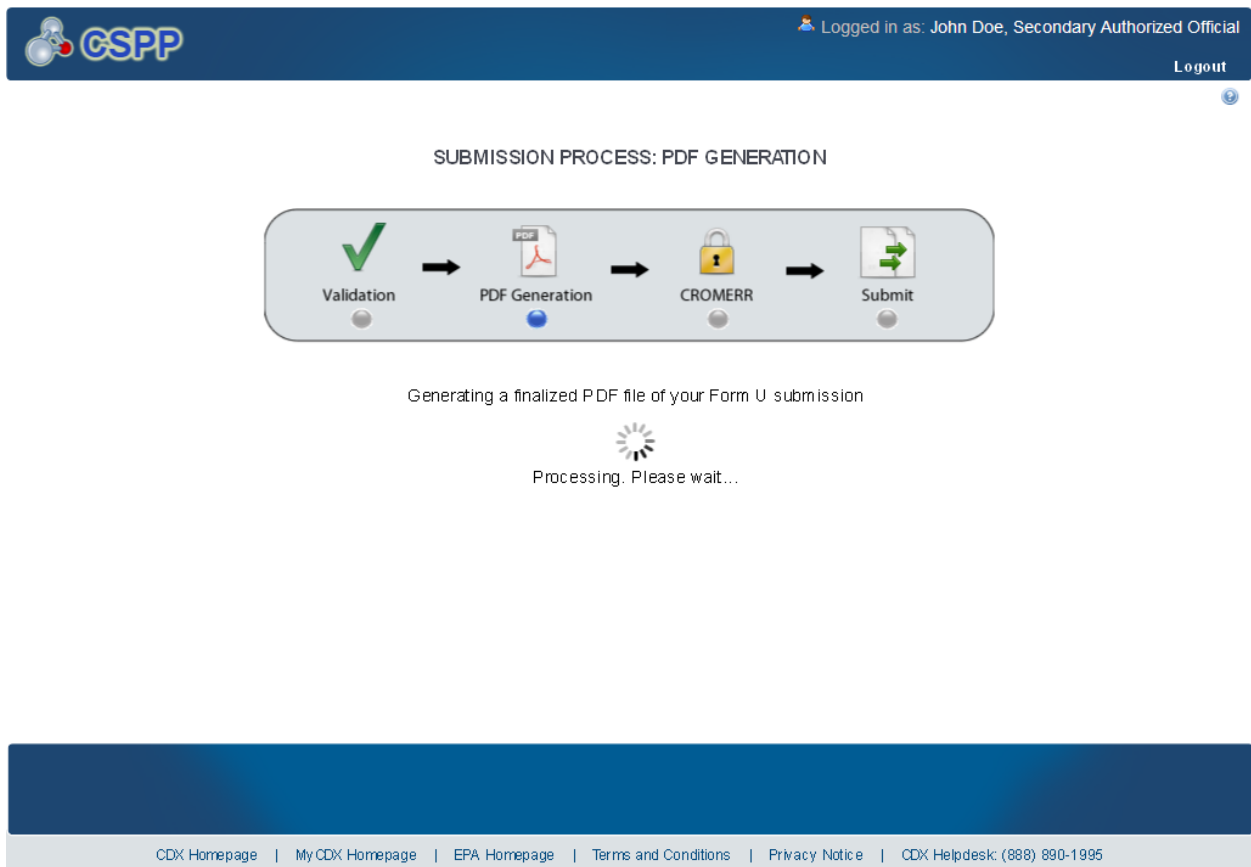 CSPP
Logged in as: John Doe, Secondary Authorized Official
Logout
?
SUBMISSION PROCESS: PDF GENERATION
PDF
Validation
PDF Generation
CROMERR
Submit
Generating a finalized PDF file of your Form U submission
Processing. Please wait...
CDX Homepage | MyCDX Homepage | EPA Homepage | Terms and Conditions | Privacy Notice | CDX Helpdesk: (888) 890-1995